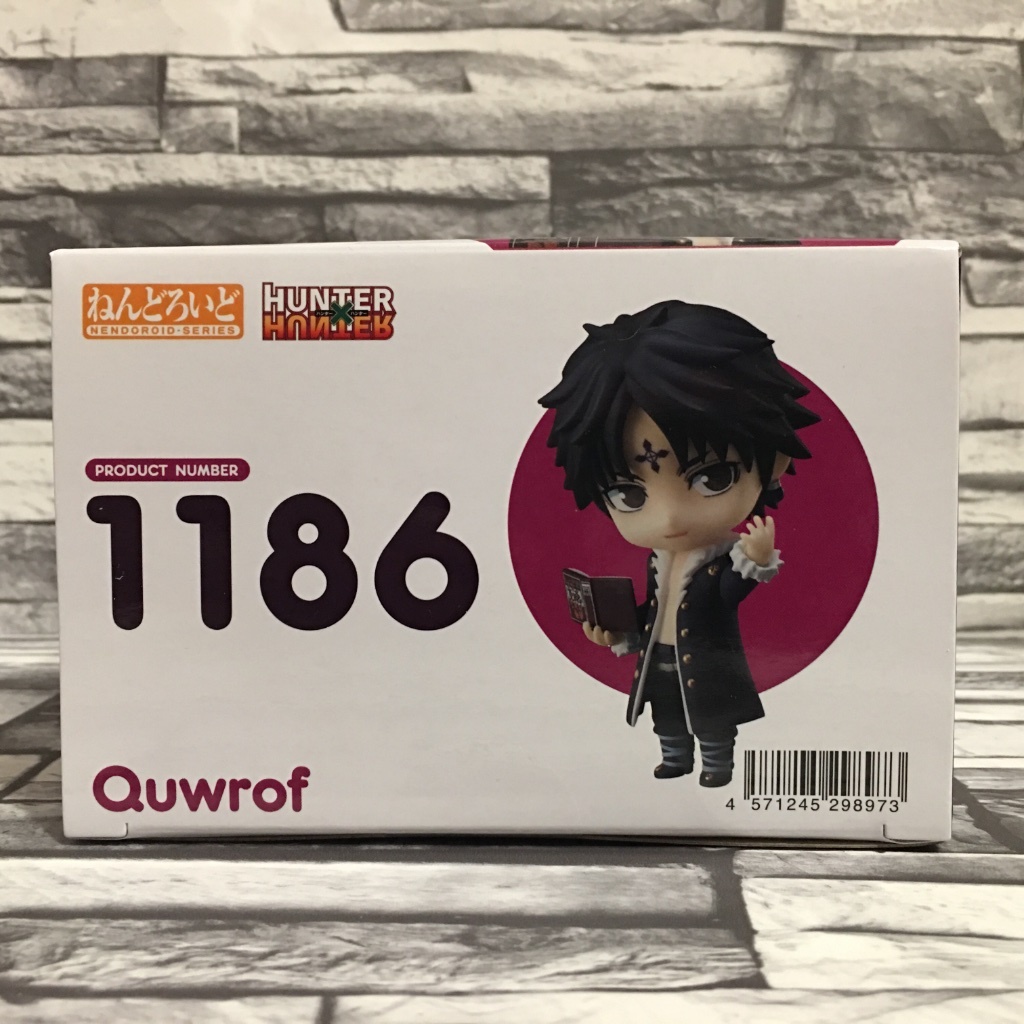 ねんどろいど
NENDOROID-SERIES
HUNTER
×
HUNTER
PRODUCT NUMBER
1186
Quwrof
4 571245 298973